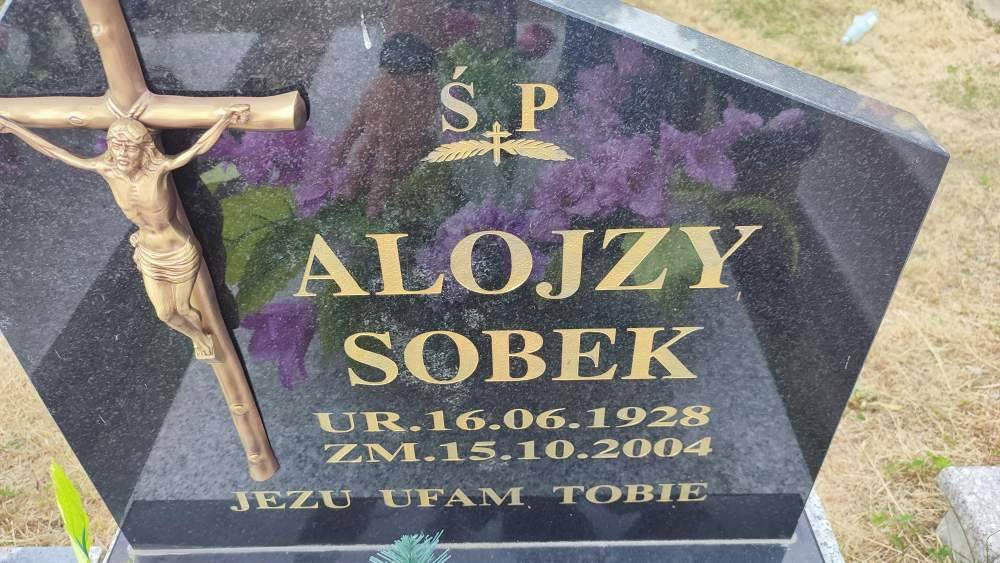 Ś P
ALOJZY
SOBEK
UR.16.06.1928
ZM.15.10.2004
JEZU UFAM TOBIE